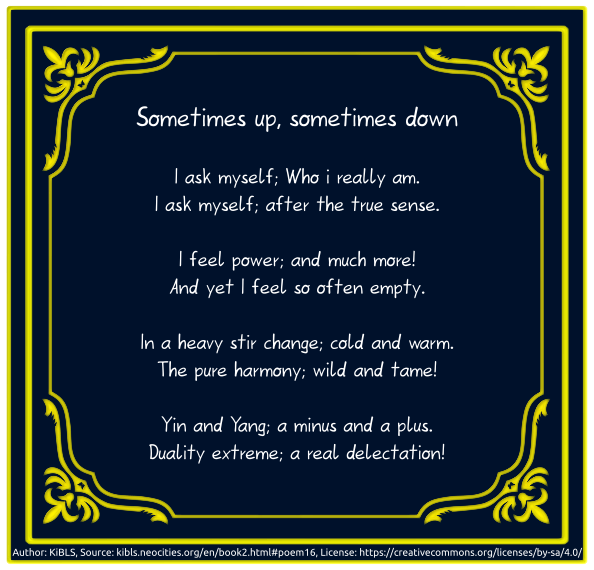 Sometimes up, sometimes down
I ask myself; Who i really am.
I ask myself; after the true sense.
I feel power; and much more!
And yet I feel so often empty.
In a heavy stir change; cold and warm.
The pure harmony; wild and tame!
Yin and Yang; a minus and a plus.
Duality extreme; a real delectation!
Author: KiBLS, Source: kibls.neocities.org/en/book2.html#poem16, License: https://creativecommons.org/licenses/by-sa/4.0/